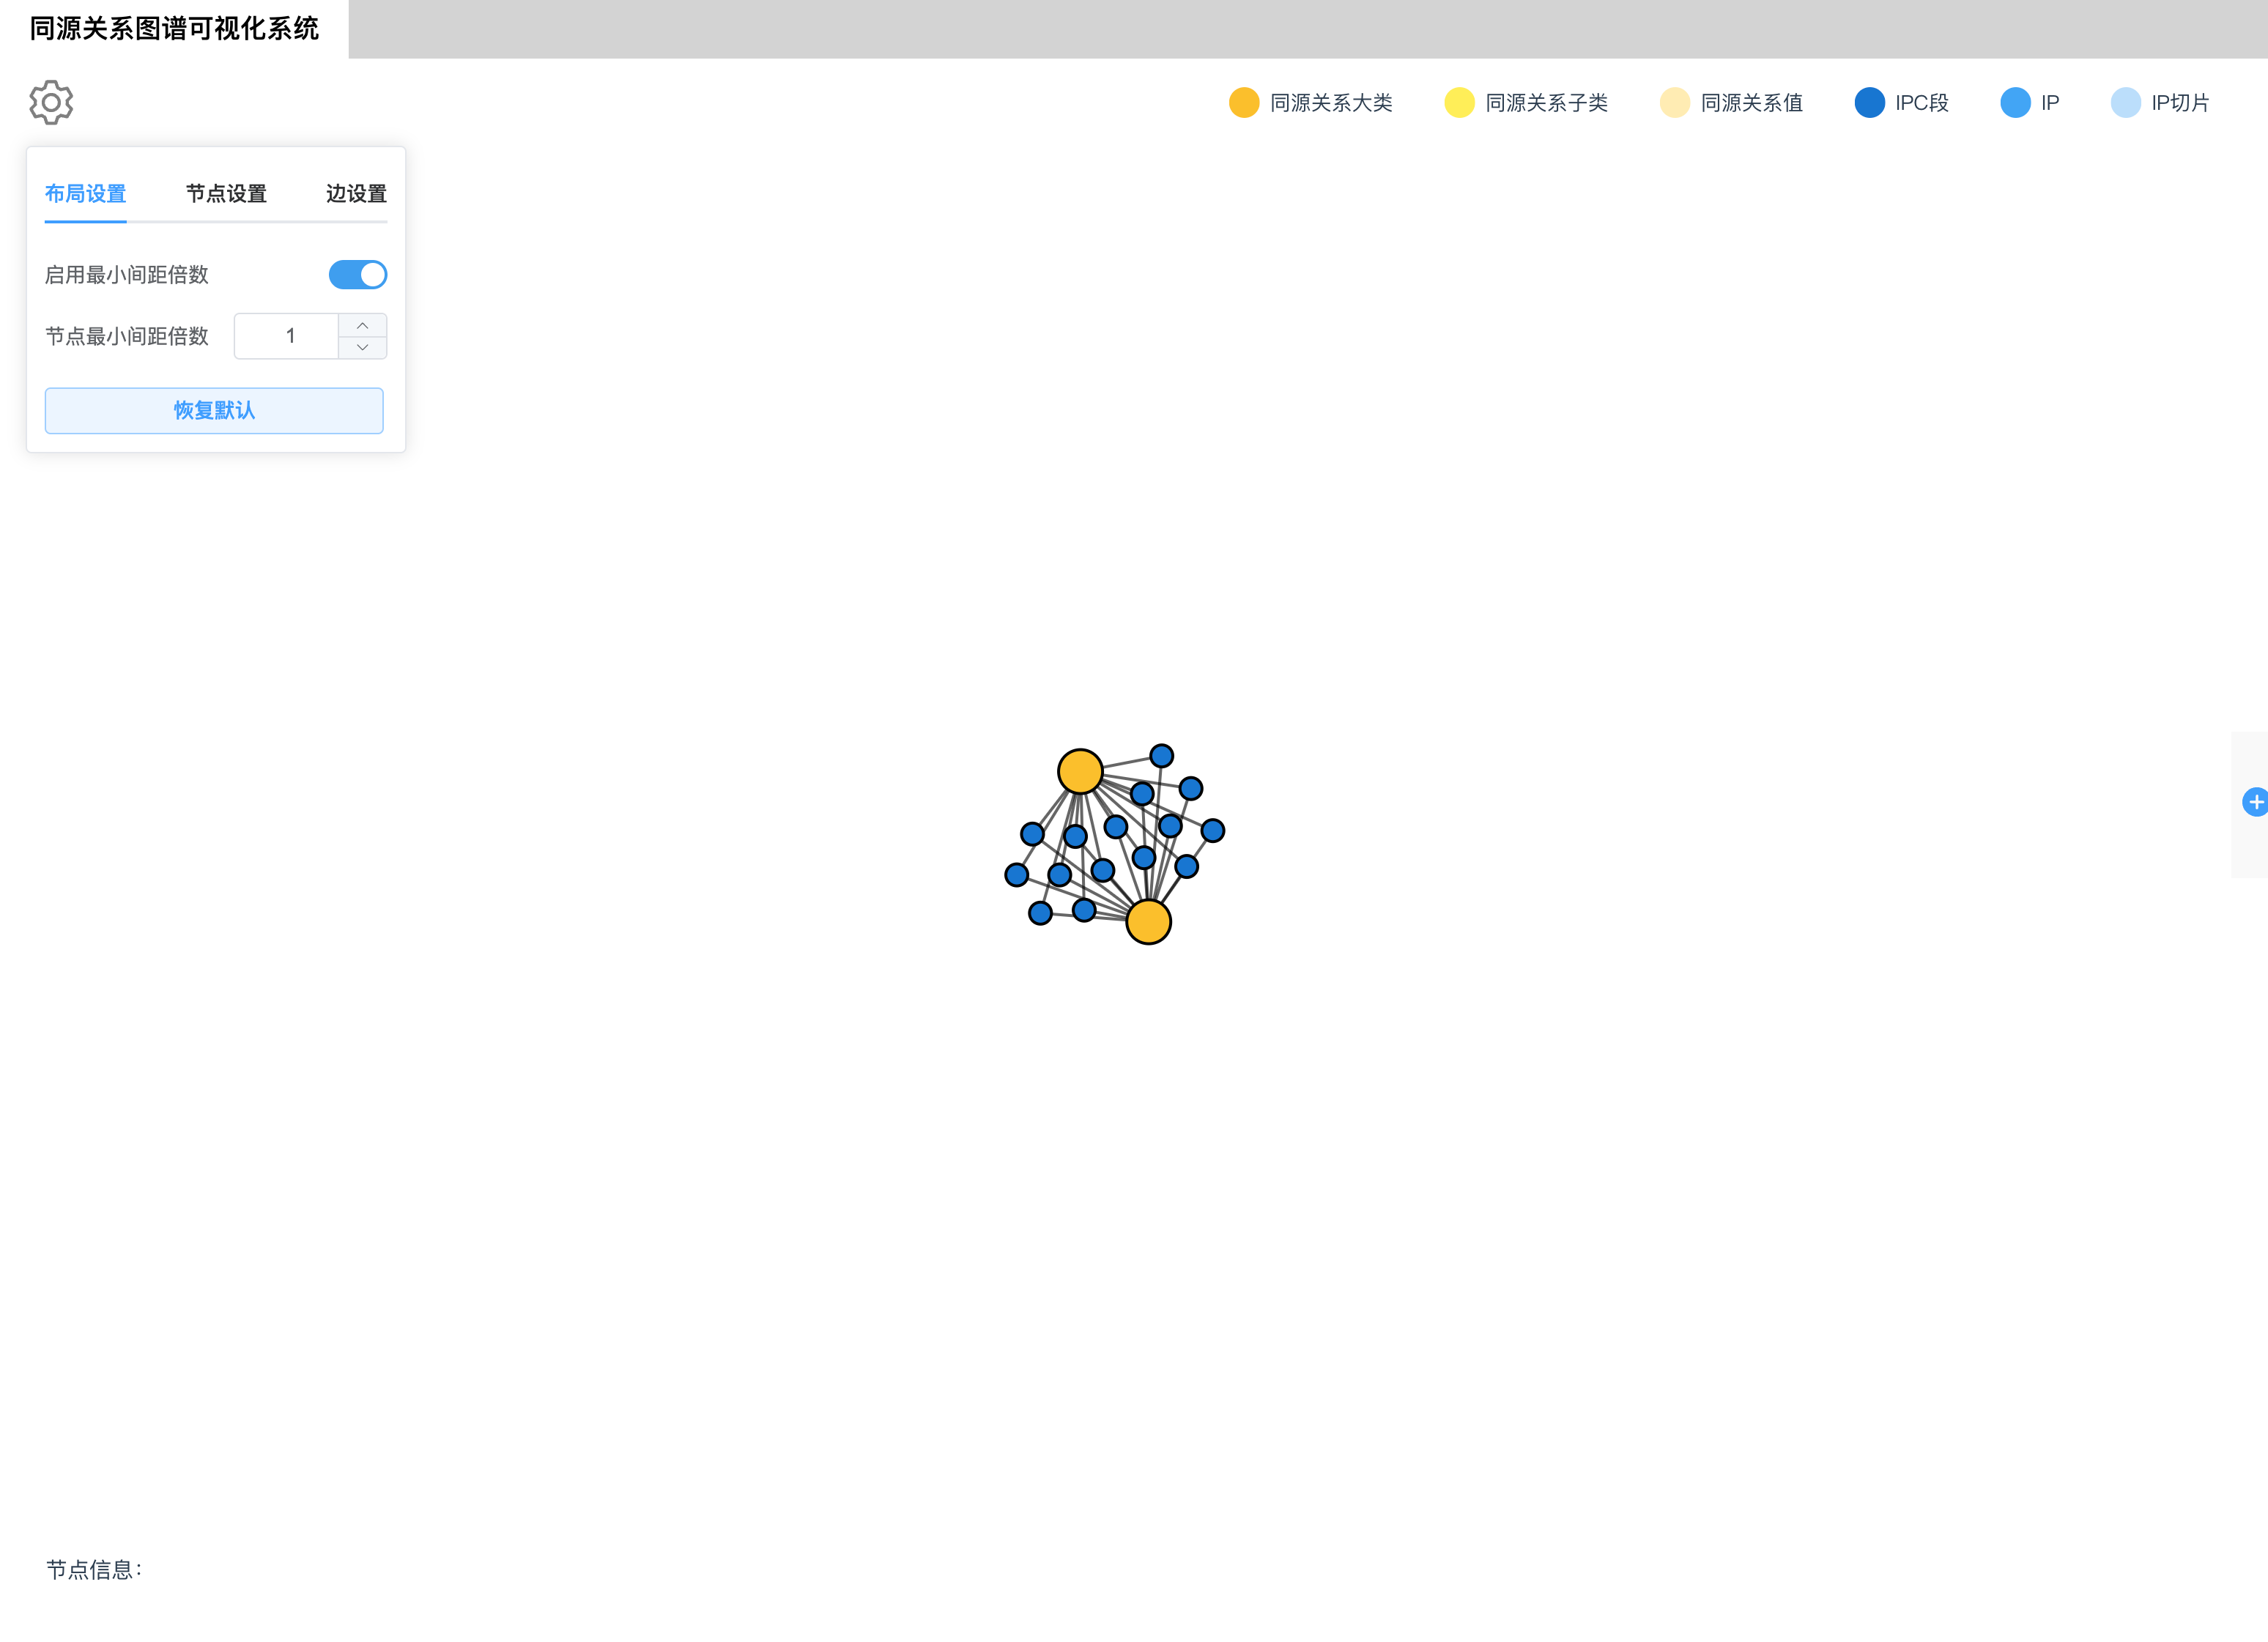 同源关系图谱可视化系统
同源关系大类 同源关系子类 同源关系值 IPC段 IP IP切片
布局设置 节点设置 边设置
启用最小间距倍数
节点最小间距倍数 1
恢复默认
节点信息：